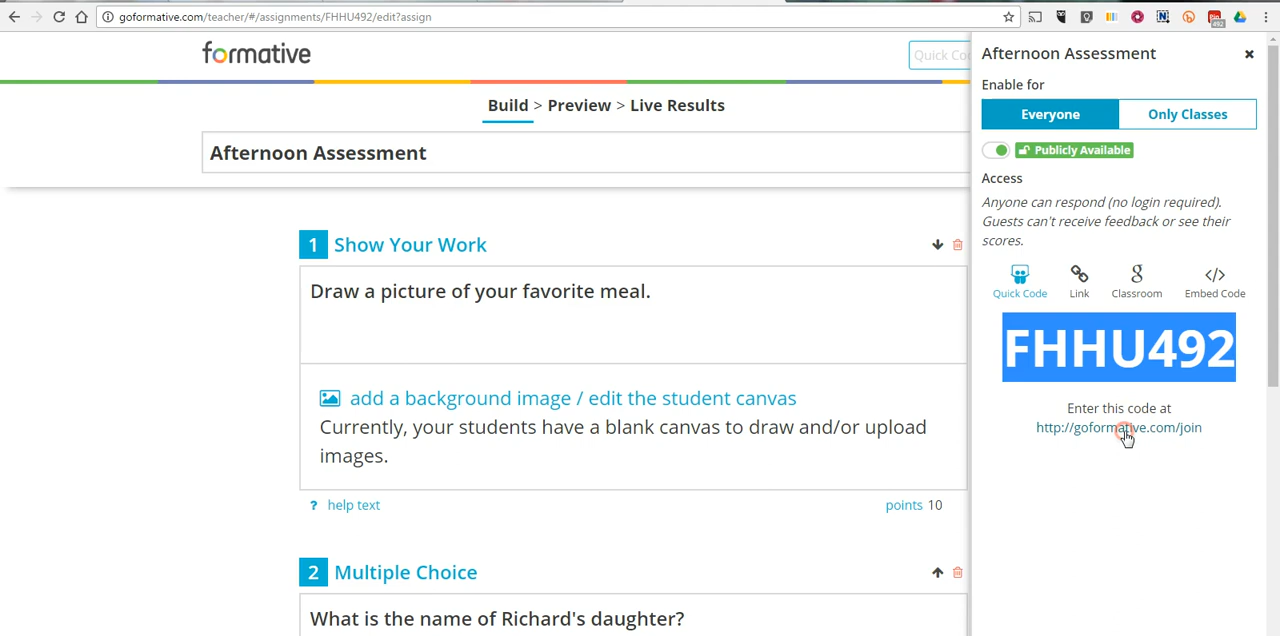 goformative.com/teacher/#/assignments/FHHU492/edit?assign
492
formative
Build > Preview > Live Results
Afternoon Assessment
1 Show Your Work
Draw a picture of your favorite meal.
add a background image / edit the student canvas
Currently, your students have a blank canvas to draw and/or upload
images.
? help text
points 10
2 Multiple Choice
What is the name of Richard's daughter?
Quick Co
Afternoon Assessment
Enable for
Everyone
Only Classes
Publicly Available
Access
Anyone can respond (no login required).
Guests can't receive feedback or see their
scores.
Quick Code
Link
Classroom
Embed Code
FHHU492
Enter this code at
http://goformative.com/join